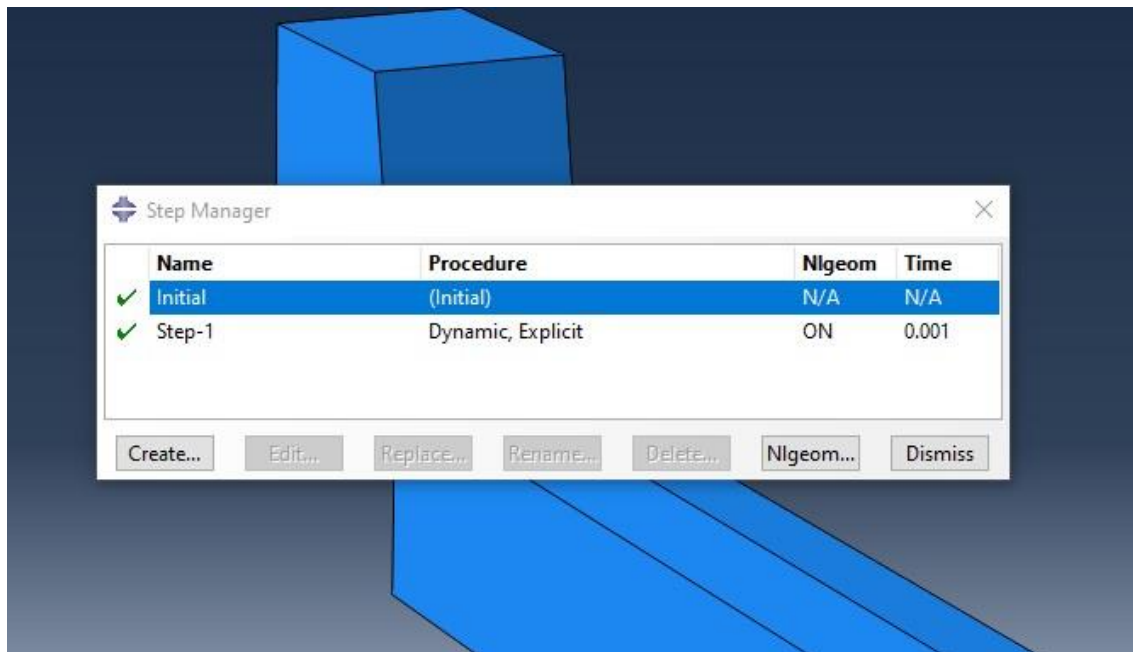 Step Manager
Name Procedure Nlgeom Time
Initial (Initial) N/A N/A
Step-1 Dynamic, Explicit ON 0.001
Create... Edit... Replace... Rename... Delete... Nlgeom... Dismiss